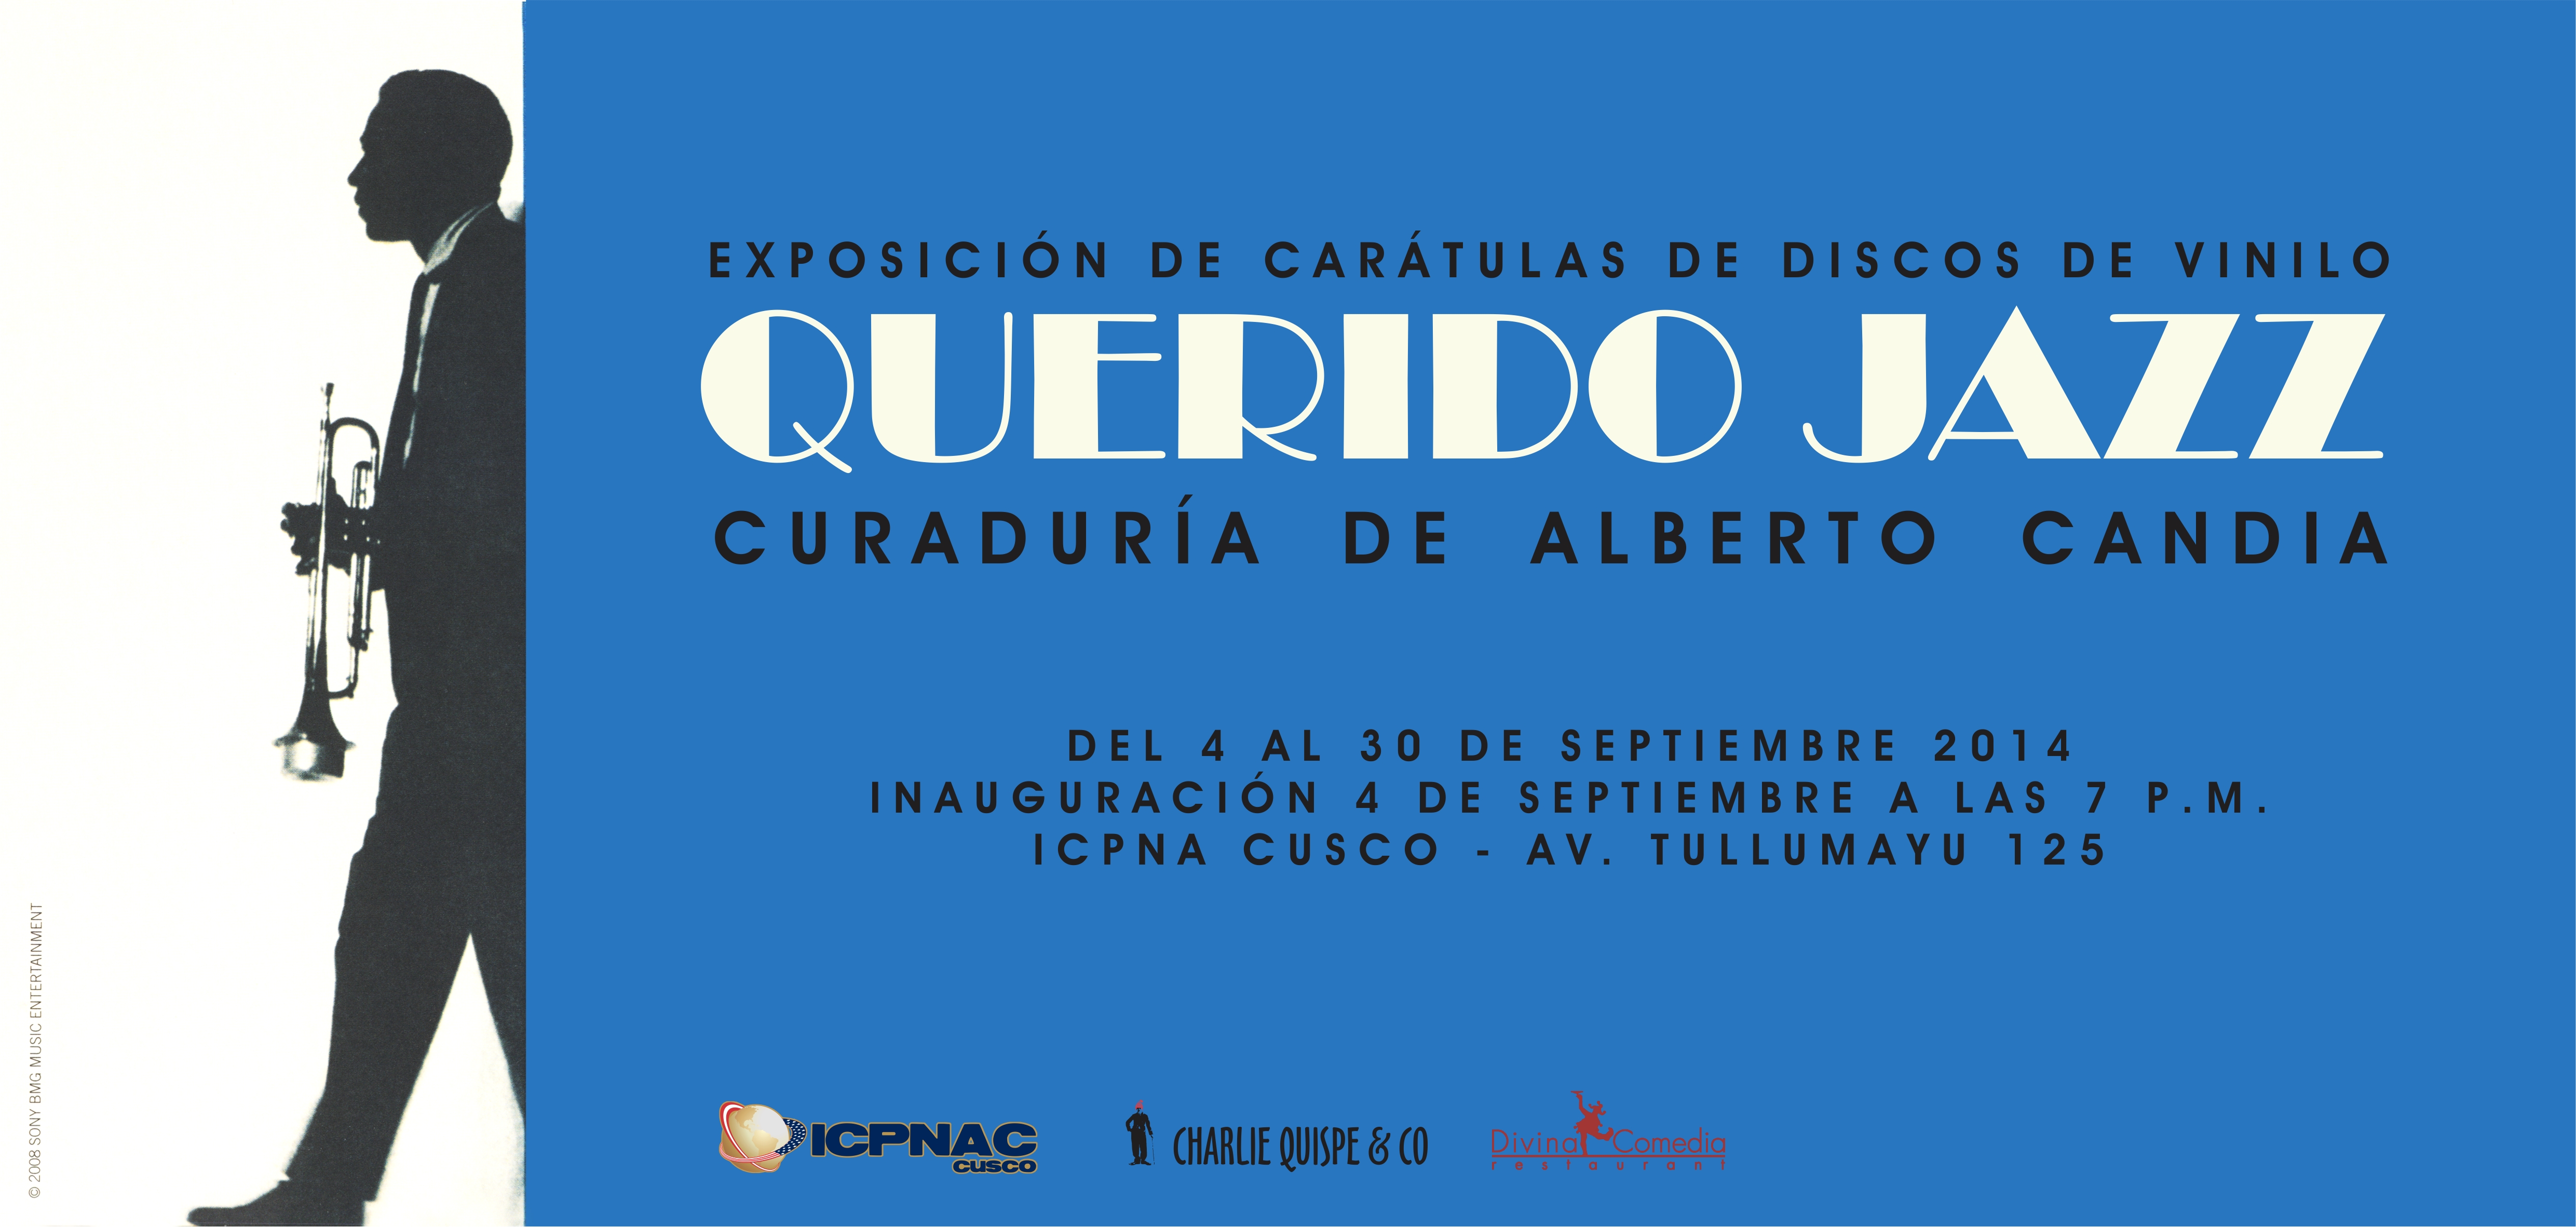 EXPOSICIÓN DE CARÁTULAS DE DISCOS DE VINILO
QUERIDO JAZZ
CURADURÍA DE ALBERTO CANDIA
DEL 4 AL 30 DE SEPTIEMBRE 2014
INAUGURACIÓN 4 DE SEPTIEMBRE A LAS 7 P.M.
ICPNA CUSCO - AV. TULLUMAYU 125
© 2008 SONY BMG MUSIC ENTERTAINMENT
ICPNAC
CUSCO
CHARLIE QUISPE & CO
Divina Comedia
restaurant